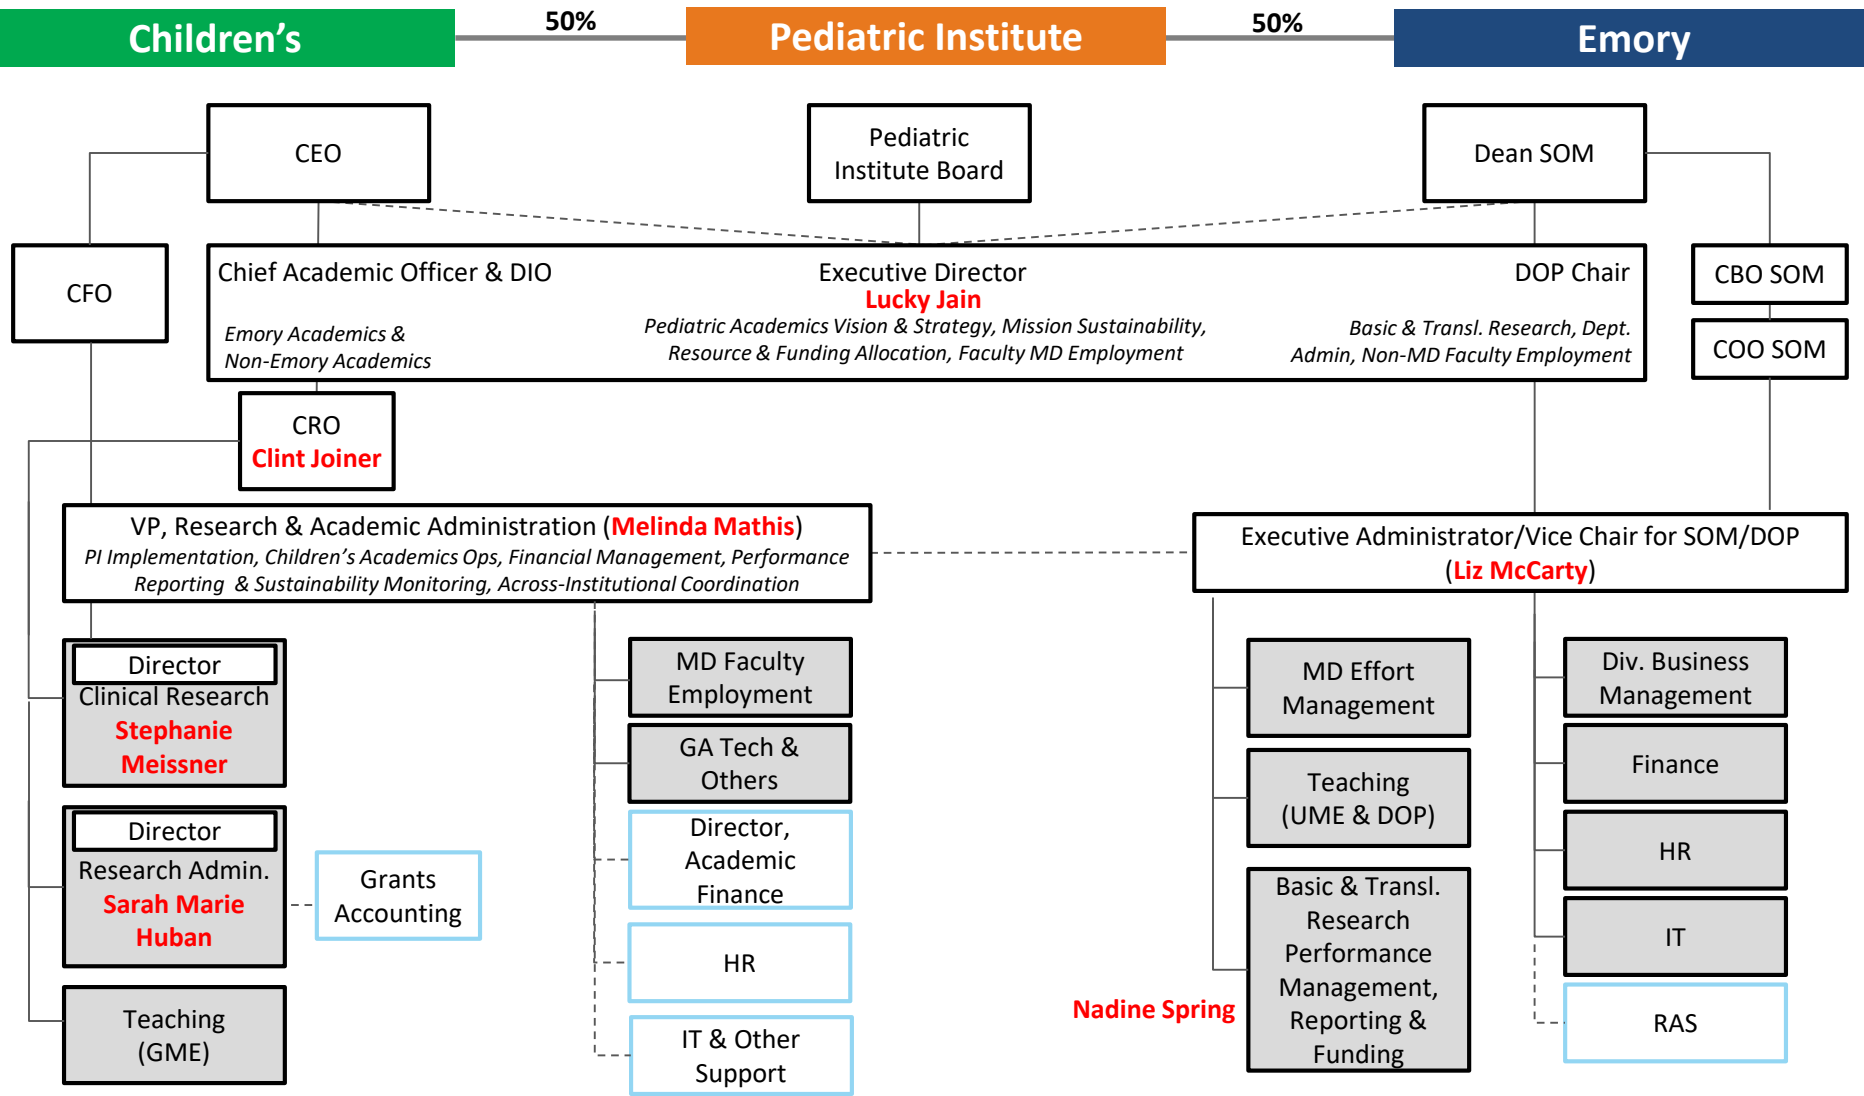 Children's
50%
Pediatric Institute
50%
Emory
CEO
Pediatric
Institute Board
Dean SOM
CFO
Chief Academic Officer & DIO
Emory Academics &
Non-Emory Academics
Executive Director
Lucky Jain
Pediatric Academics Vision & Strategy, Mission Sustainability,
Resource & Funding Allocation, Faculty MD Employment
DOP Chair
Basic & Transl. Research, Dept.
Admin, Non-MD Faculty Employment
CBO SOM
COO SOM
CRO
Clint Joiner
VP, Research & Academic Administration (Melinda Mathis)
PI Implementation, Children's Academics Ops, Financial Management, Performance
Reporting & Sustainability Monitoring, Across-Institutional Coordination
Executive Administrator/Vice Chair for SOM/DOP
(Liz McCarty)
Director
Clinical Research
Stephanie
Meissner
Director
Research Admin.
Sarah Marie
Huban
Grants
Accounting
Teaching
(GME)
MD Faculty
Employment
GA Tech &
Others
Director,
Academic
Finance
HR
IT & Other
Support
MD Effort
Management
Teaching
(UME & DOP)
Basic & Transl.
Research
Performance
Management,
Reporting &
Funding
Nadine Spring
Div. Business
Management
Finance
HR
IT
RAS